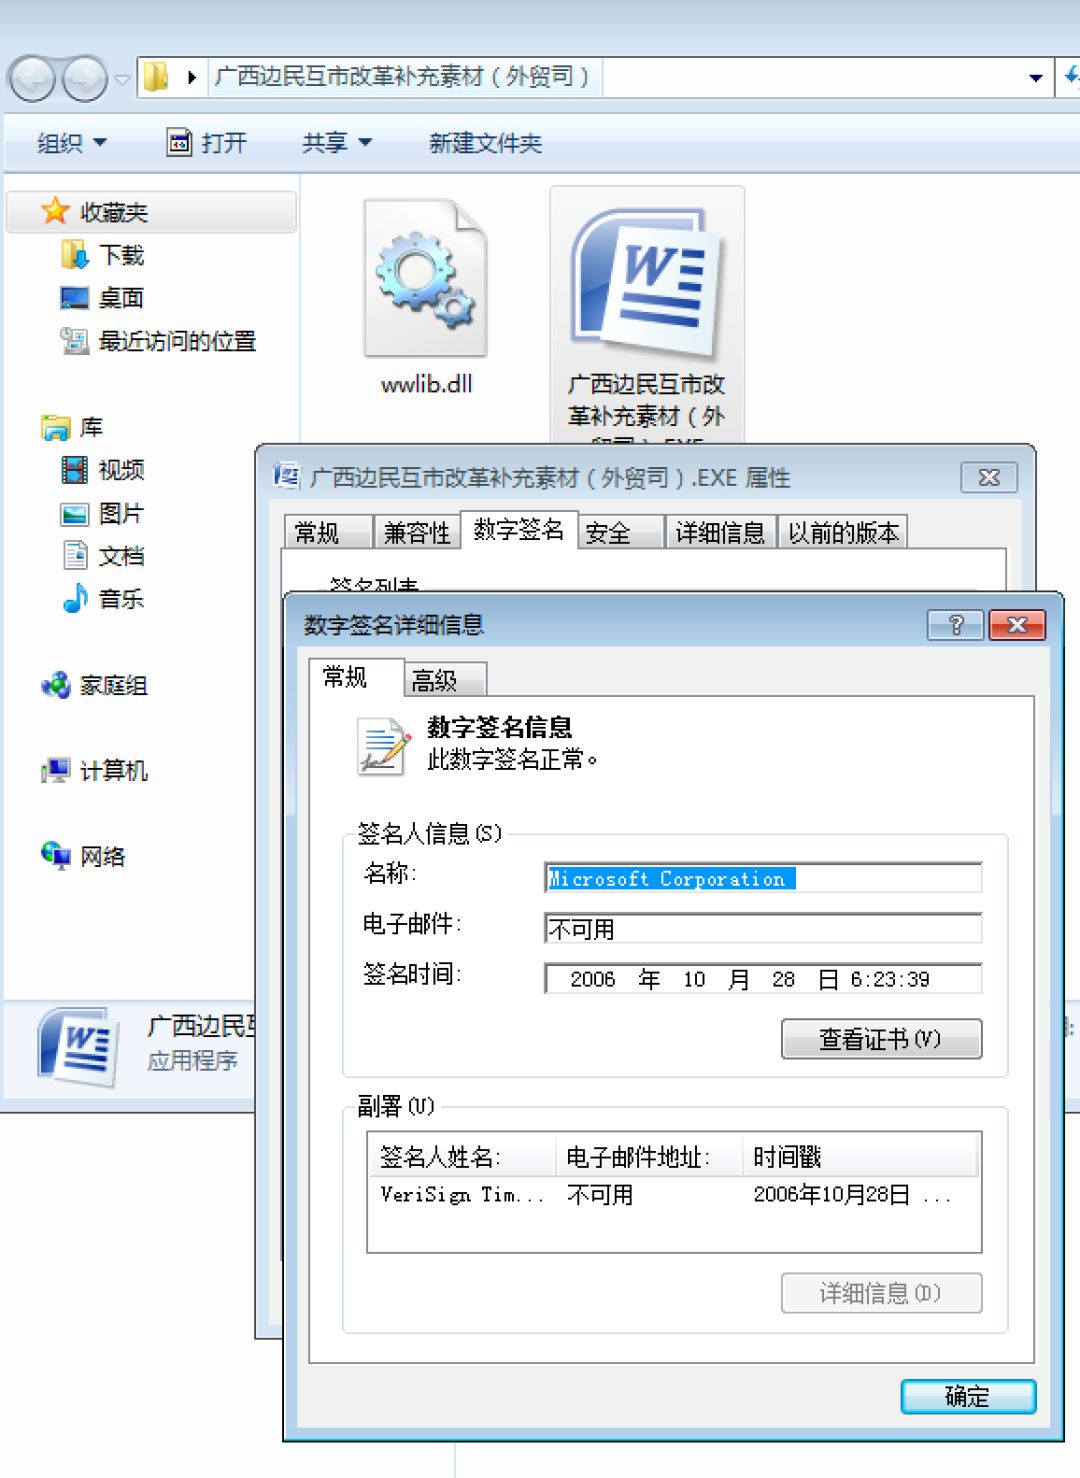 广西边民互市改革补充素材（外贸司）
组织
打开
共享
新建文件夹
收藏夹
下载
桌面
最近访问的位置
库
视频
图片
文档
音乐
家庭组
计算机
网络
wwlib.dll
广西边民互市改
革补充素材（外
贸司）.EXE
广西边民互市改革补充素材（外贸司）.EXE 属性
常规
兼容性
数字签名
安全
详细信息
以前的版本
签名列表
数字签名详细信息
常规
高级
数字签名信息
此数字签名正常。
签名人信息(S)
名称:
Microsoft Corporation
电子邮件:
不可用
签名时间:
2006 年 10 月 28 日 6:23:39
查看证书(V)
副署(U)
签名人姓名: 电子邮件地址: 时间戳
VeriSign Tim... 不可用 2006年10月28日 ...
详细信息(D)
确定
广西边民
应用程序